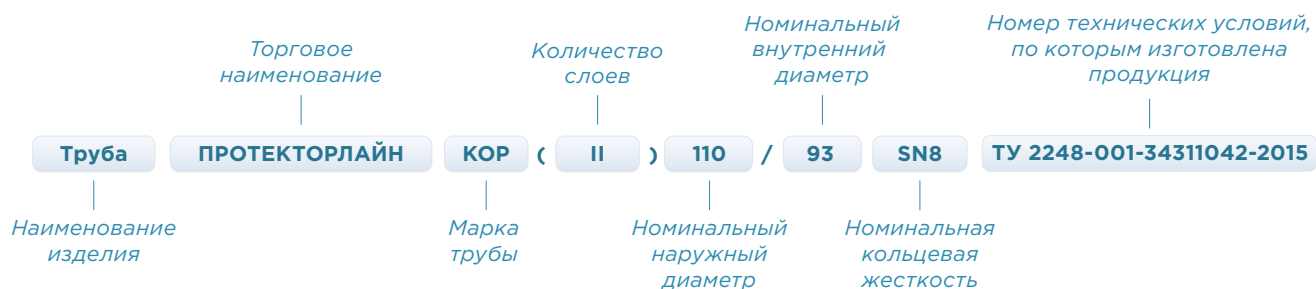 Торговое
наименование
Количество
слоев
Номинальный
внутренний
диаметр
Номер технических условий,
по которым изготовлена
продукция
Труба ПРОТЕКТОРЛАЙН КОР ( II ) 110 / 93 SN8 ТУ 2248-001-34311042-2015
Наименование
изделия
Марка
трубы
Номинальный
наружный
диаметр
Номинальная
кольцевая
жесткость